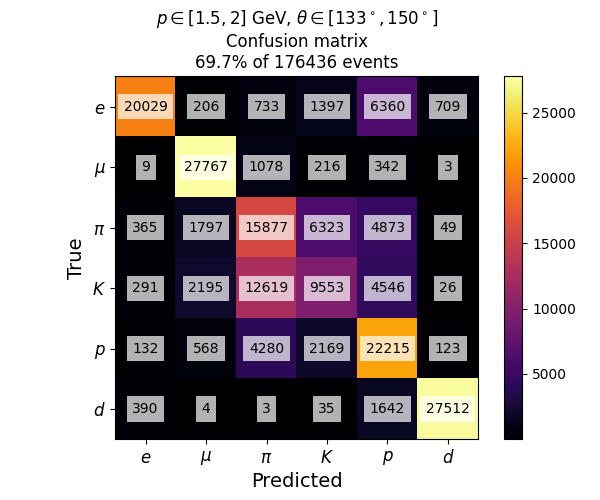 p ∈ [1.5, 2] GeV, θ ∈ [133°, 150°]
Confusion matrix
69.7% of 176436 events
e 20029 206 733 1397 6360 709
μ 9 27767 1078 216 342 3
π 365 1797 15877 6323 4873 49
K 291 2195 12619 9553 4546 26
p 132 568 4280 2169 22215 123
d 390 4 3 35 1642 27512
e μ π K p d
True
Predicted
25000
20000
15000
10000
5000